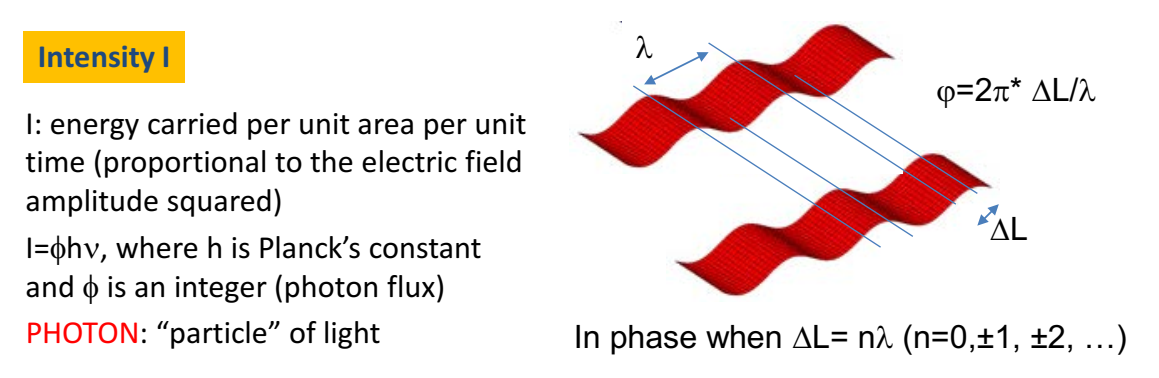 Intensity I
I: energy carried per unit area per unit
time (proportional to the electric field
amplitude squared)
I=ϕhν, where h is Planck’s constant
and ϕ is an integer (photon flux)
PHOTON: “particle” of light
λ
φ=2π* ΔL/λ
ΔL
In phase when ΔL= nλ (n=0,±1, ±2, …)